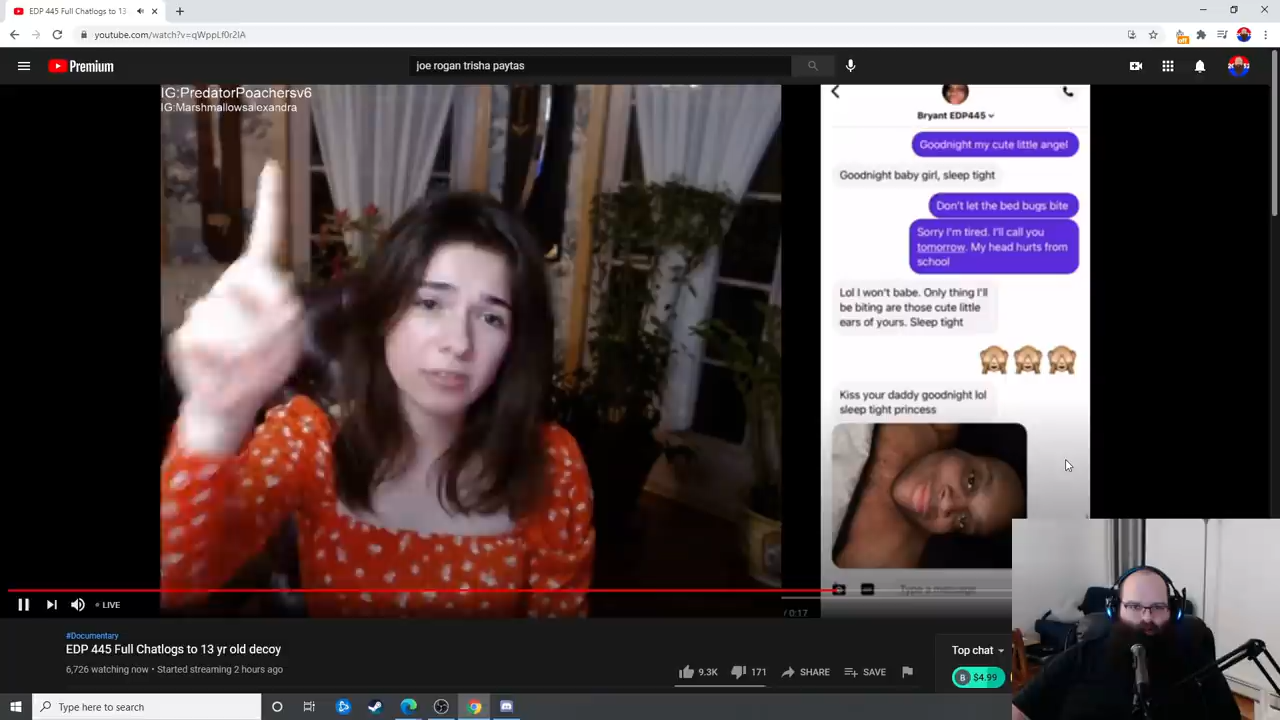 EDP 445 Full Chatlogs to 13
youtube.com/watch?v=qWppLf0r2IA
Premium
joe rogan trisha paytas
IG:PredatorPoachersv6
IG:Marshmallowsalexandra
Bryant EDP445
Goodnight my cute little angel
Goodnight baby girl, sleep tight
Don't let the bed bugs bite
Sorry I'm tired. I'll call you
tomorrow. My head hurts from
school
Lol I won't babe. Only thing I'll
be biting are those cute little
ears of yours. Sleep tight
Kiss your daddy goodnight lol
sleep tight princess
Type a message
LIVE
/ 0:17
#Documentary
EDP 445 Full Chatlogs to 13 yr old decoy
6,726 watching now • Started streaming 2 hours ago
9.3K
171
SHARE
SAVE
Top chat
B $4.99
Type here to search
off